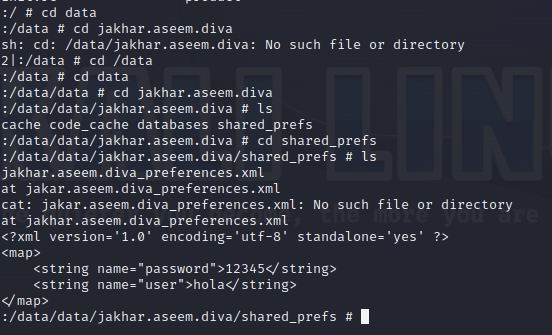 :/ # cd data
:/data # cd jakhar.aseem.diva
sh: cd: /data/jakhar.aseem.diva: No such file or directory
2|:/data # cd /data
:/data # cd data
:/data/data # cd jakhar.aseem.diva
:/data/data/jakhar.aseem.diva # ls
cache code_cache databases shared_prefs
:/data/data/jakhar.aseem.diva # cd shared_prefs
:/data/data/jakhar.aseem.diva/shared_prefs # ls
jakhar.aseem.diva_preferences.xml
at jakar.aseem.diva_preferences.xml
cat: jakar.aseem.diva_preferences.xml: No such file or directory
at jakhar.aseem.diva_preferences.xml
<?xml version='1.0' encoding='utf-8' standalone='yes' ?>
<map>
    <string name="password">12345</string>
    <string name="user">hola</string>
</map>
:/data/data/jakhar.aseem.diva/shared_prefs #